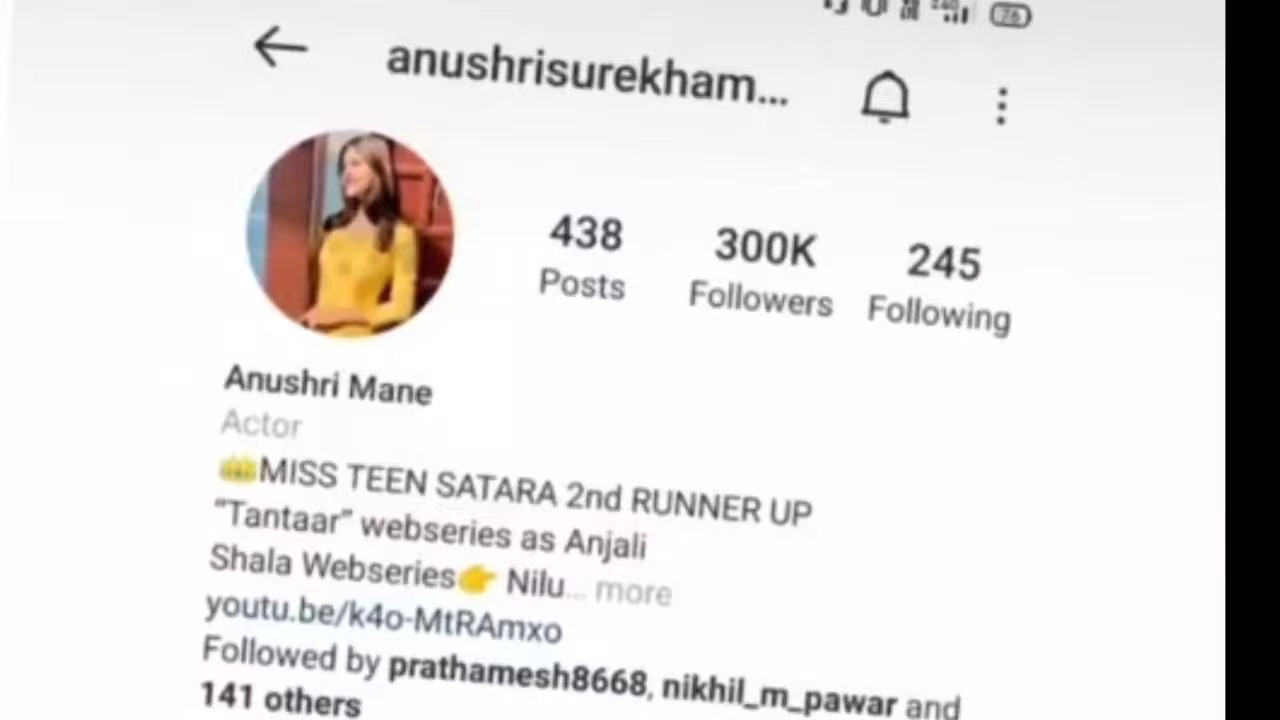 76
anushrisurekham...
438
300K
245
Posts
Followers
Following
Anushri Mane
Actor
MISS TEEN SATARA 2nd RUNNER UP
“Tantaar” webseries as Anjali
Shala Webseries👉 Nilu... more
youtu.be/k4o-MtRAmxo
Followed by prathamesh8668, nikhil_m_pawar and
141 others